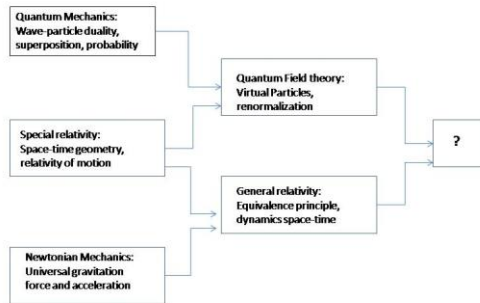 Quantum Mechanics:
Wave-particle duality,
superposition, probability
Quantum Field theory:
Virtual Particles,
renormalization
Special relativity:
Space-time geometry,
relativity of motion
?
General relativity:
Equivalence principle,
dynamics space-time
Newtonian Mechanics:
Universal gravitation
force and acceleration